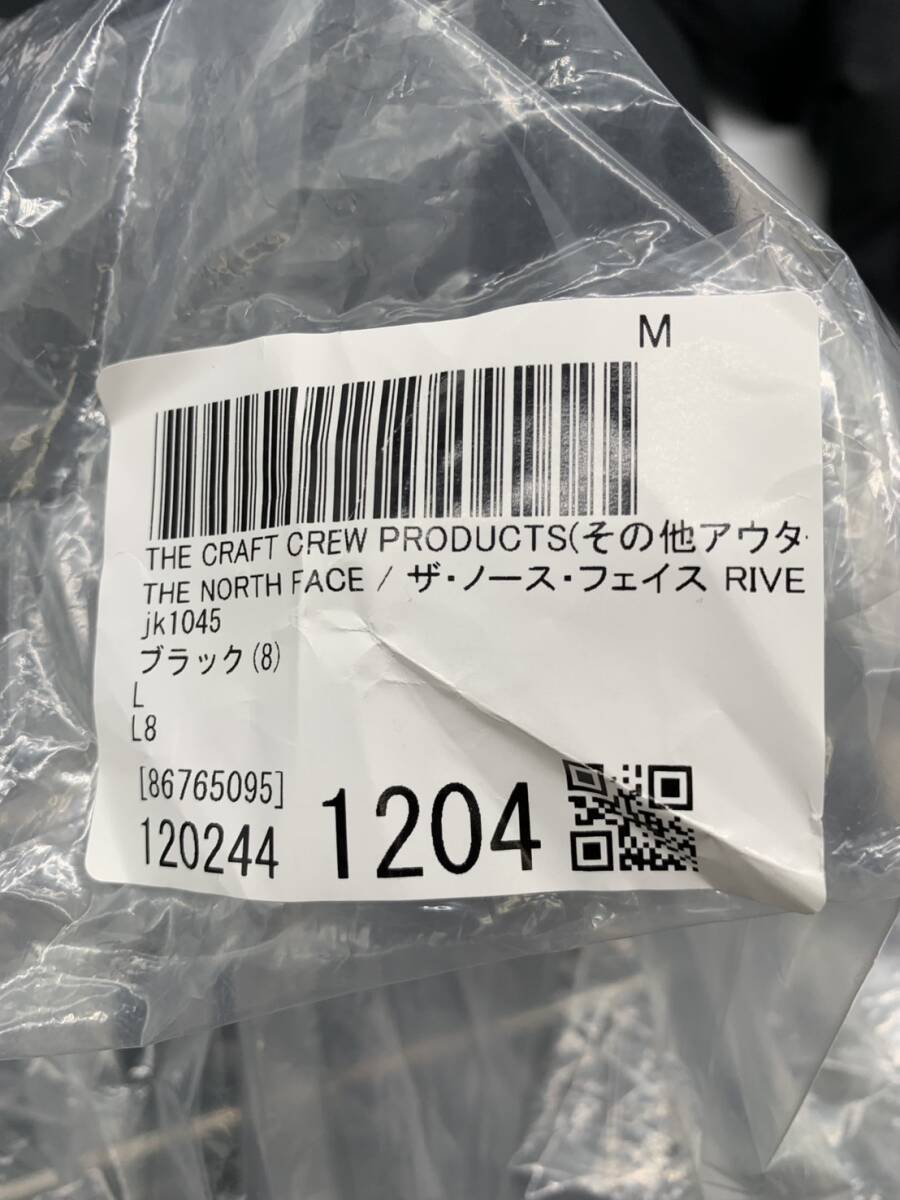 M
THE CRAFT CREW PRODUCTS(その他アウタ
THE NORTH FACE / ザ・ノース・フェイス RIVE
jk1045
ブラック(8)
L
L8
[86765095]
120244 1204